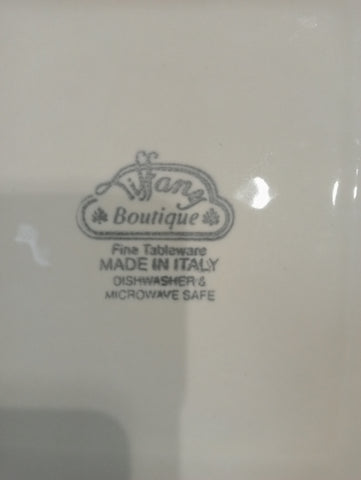 Tiffany
Boutique
Fine Tableware
MADE IN ITALY
DISHWASHER &
MICROWAVE SAFE